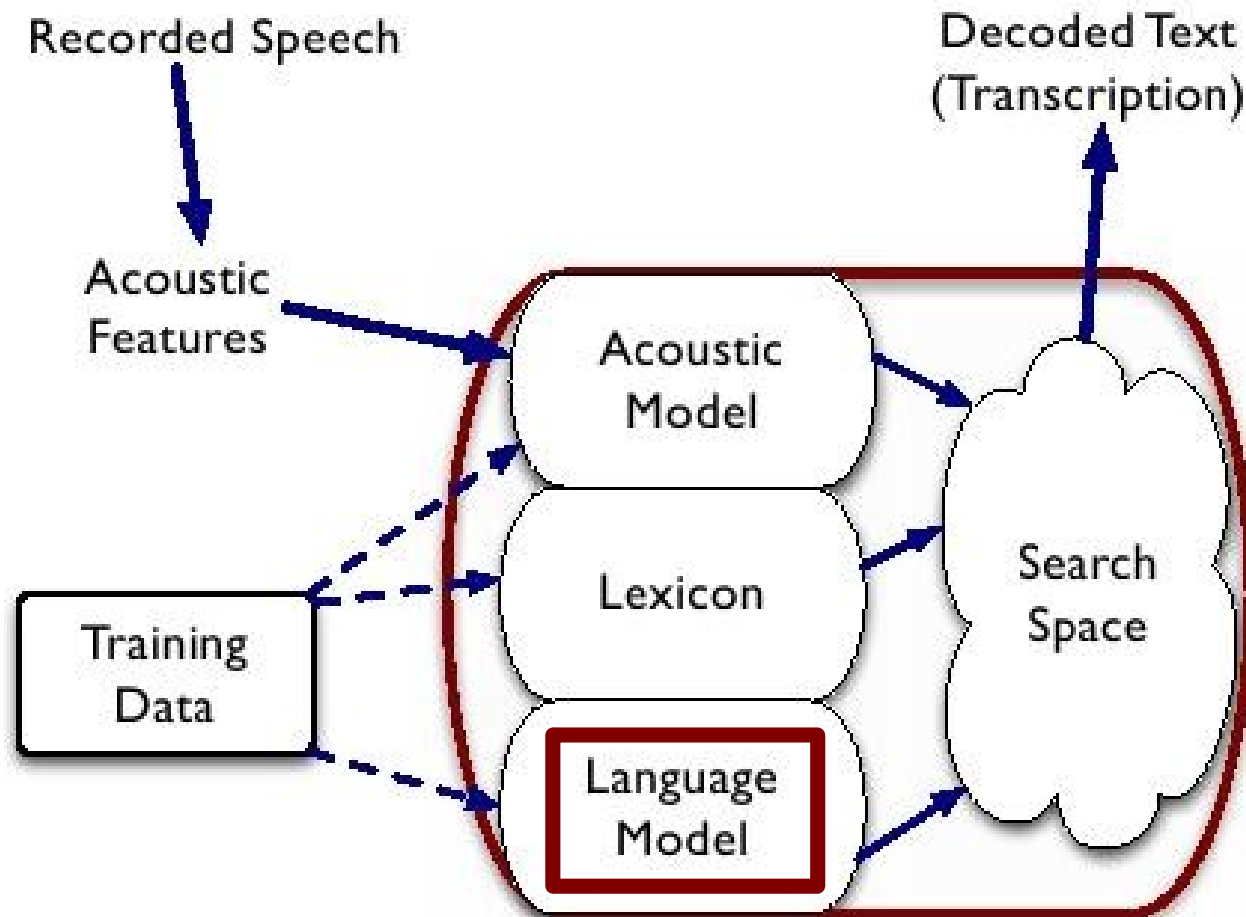 Recorded Speech
Decoded Text
(Transcription)
Acoustic
Features
Acoustic
Model
Lexicon
Search
Space
Training
Data
Language
Model